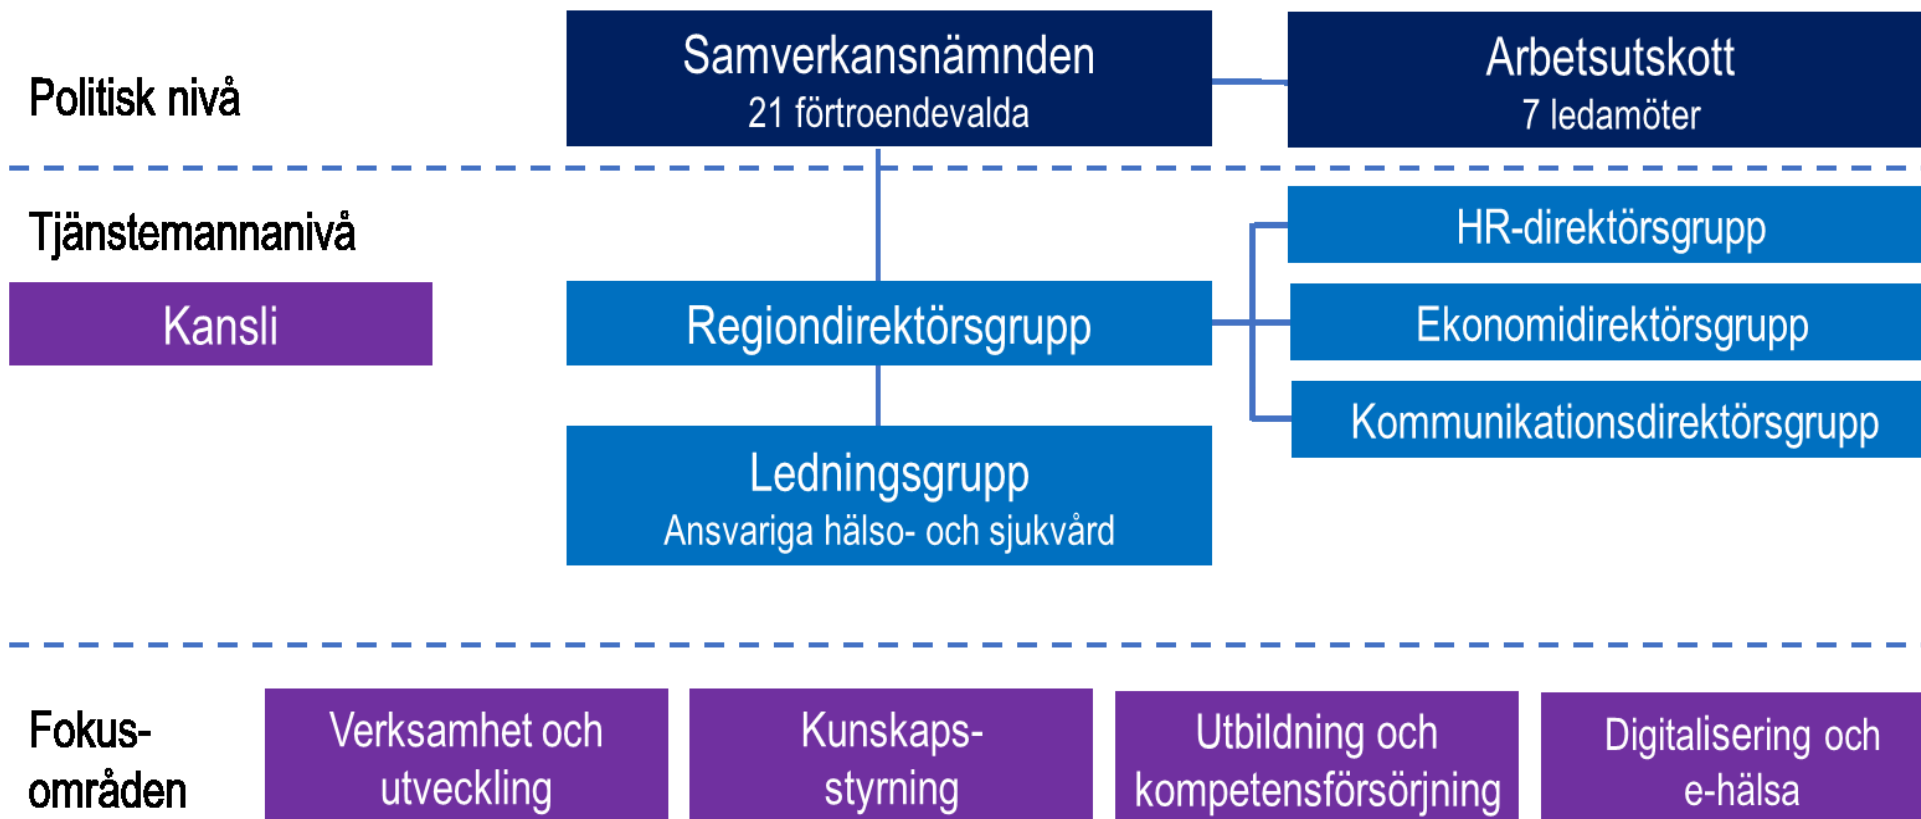 Politisk nivå
Samverkansnämnden
21 förtroendevalda
Arbetsutskott
7 ledamöter
Tjänstemannanivå
Kansli
Regiondirektörsgrupp
HR-direktörsgrupp
Ekonomidirektörsgrupp
Kommunikationsdirektörsgrupp
Ledningsgrupp
Ansvariga hälso- och sjukvård
Fokus-
områden
Verksamhet och
utveckling
Kunskaps-
styrning
Utbildning och
kompetensförsörjning
Digitalisering och
e-hälsa